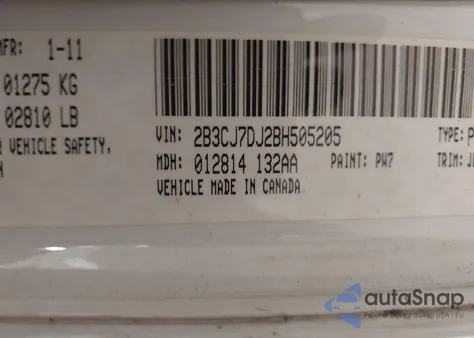 MFR: 1-11
01275 KG
02810 LB
VEHICLE SAFETY,
VIN: 2B3CJ7DJ2BH505205
TYPE: P
MDH: 012814 132AA
PAINT: PW7
TRIM:
VEHICLE MADE IN CANADA
autaSnap